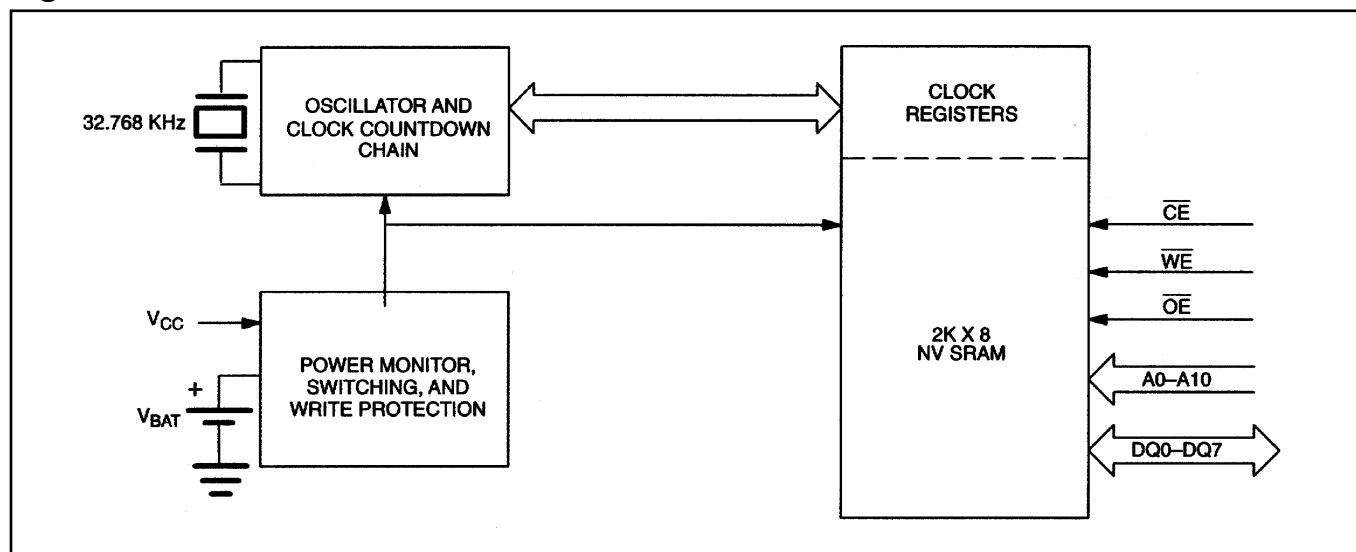 32.768 KHz
OSCILLATOR AND
CLOCK COUNTDOWN
CHAIN
CLOCK
REGISTERS
CE
WE
OE
VCC
+
VBAT
POWER MONITOR,
SWITCHING, AND
WRITE PROTECTION
2K X 8
NV SRAM
A0–A10
DQ0–DQ7